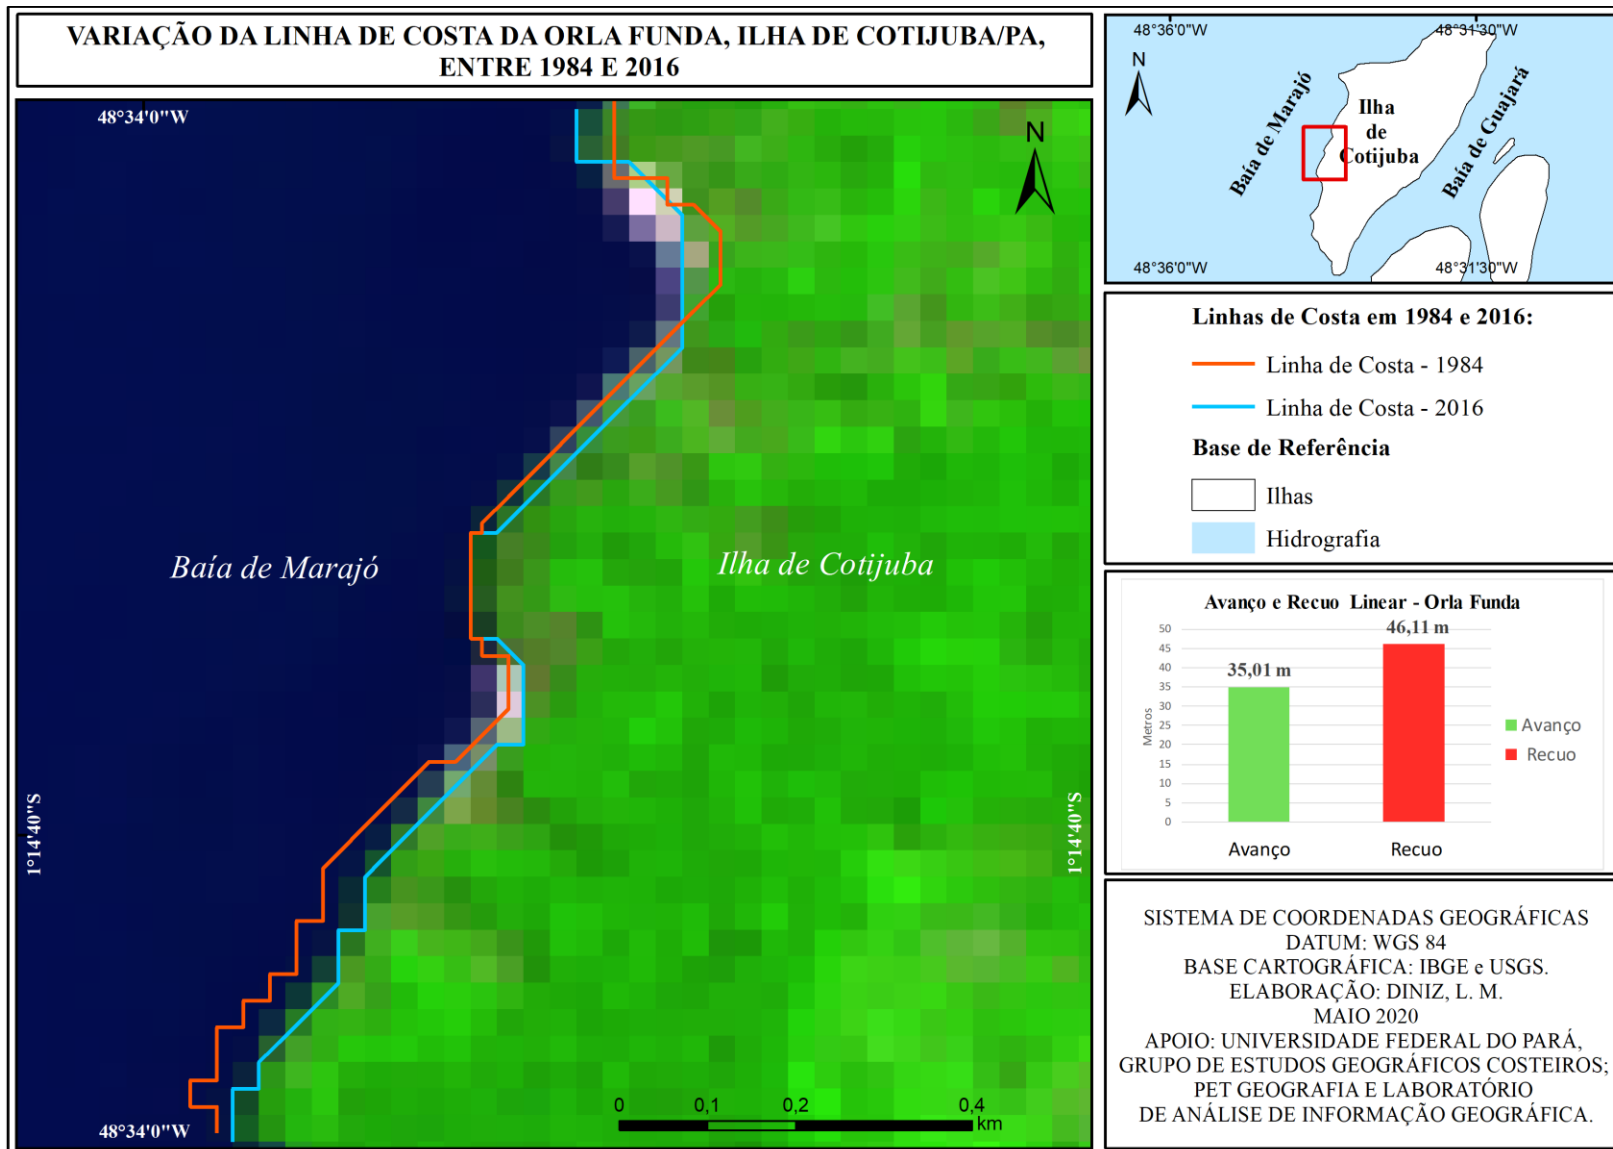 VARIAÇÃO DA LINHA DE COSTA DA ORLA FUNDA, ILHA DE COTIJUBA/PA,
ENTRE 1984 E 2016
48°34'0"W
N
Baía de Marajó
Ilha de Cotijuba
1°14'40"S
1°14'40"S
48°34'0"W
0 0,1 0,2 0,4
km
48°36'0"W
48°31'30"W
N
Baía de Marajó
Ilha
de
Cotijuba
Baía de Guajará
48°36'0"W
48°31'30"W
Linhas de Costa em 1984 e 2016:
Linha de Costa - 1984
Linha de Costa - 2016
Base de Referência
Ilhas
Hidrografia
Avanço e Recuo Linear - Orla Funda
Metros
50
45
40
35
30
25
20
15
10
5
0
35,01 m
46,11 m
Avanço
Recuo
Avanço
Recuo
SISTEMA DE COORDENADAS GEOGRÁFICAS
DATUM: WGS 84
BASE CARTOGRÁFICA: IBGE e USGS.
ELABORAÇÃO: DINIZ, L. M.
MAIO 2020
APOIO: UNIVERSIDADE FEDERAL DO PARÁ,
GRUPO DE ESTUDOS GEOGRÁFICOS COSTEIROS;
PET GEOGRAFIA E LABORATÓRIO
DE ANÁLISE DE INFORMAÇÃO GEOGRÁFICA.